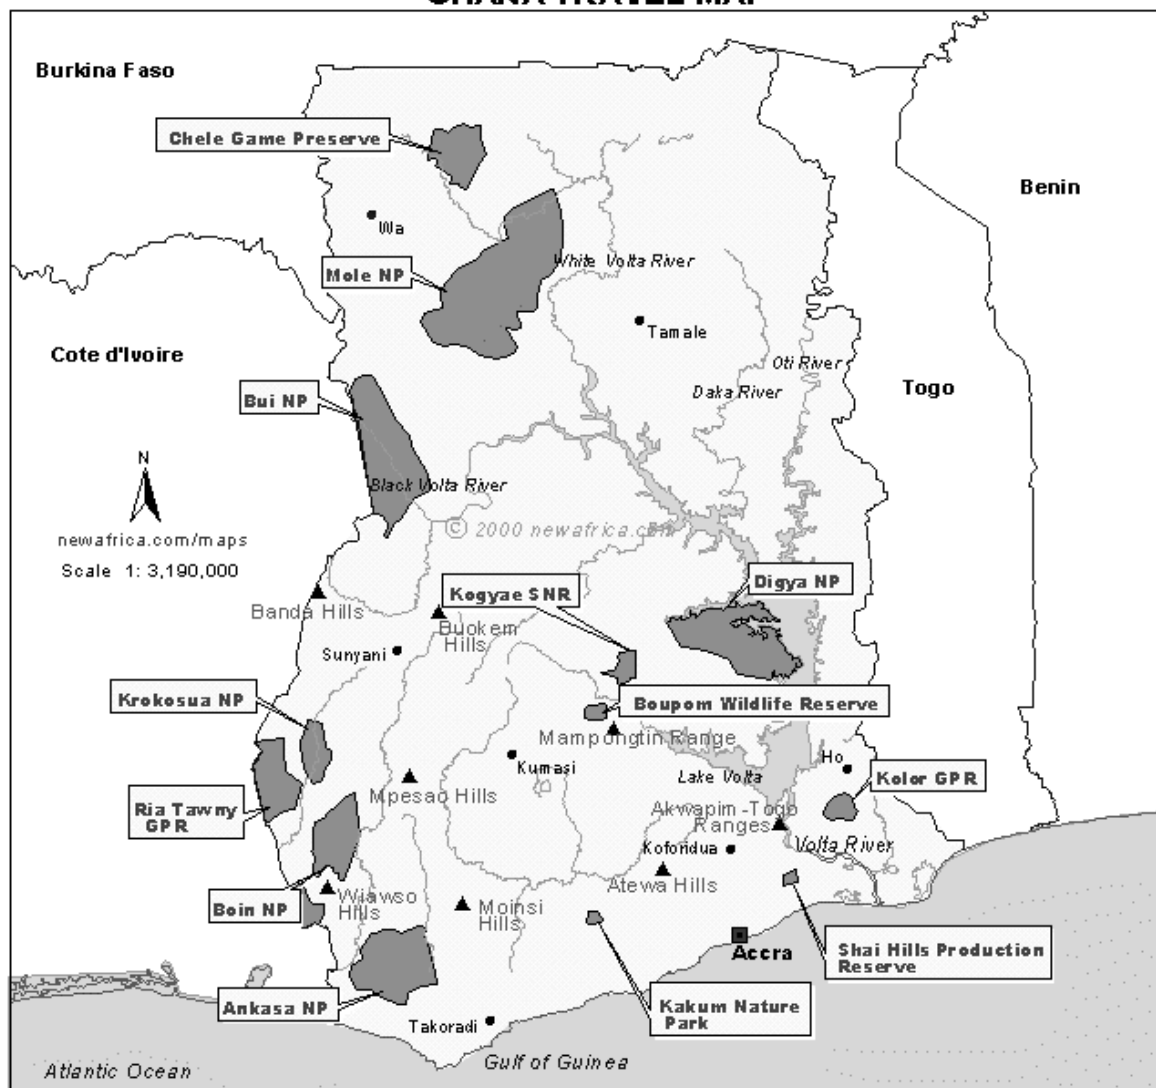 GHANA TRAVEL MAP
Burkina Faso
Chele Game Preserve
Benin
Wa
White Volta River
Mole NP
Tamale
Cote d'Ivoire
Oti River
Togo
Daka River
Bui NP
N
Black Volta River
© 2000 newafrica.com
newafrica.com/maps
Scale 1: 3,190,000
Digya NP
Kogyae SNR
Banda Hills
Buokem
Hills
Sunyani
Krokosua NP
Boupom Wildlife Reserve
Mampongtin Range
Ho
Kumasi
Lake Volta
Kolor GPR
Mpesao Hills
Ria Tawny
GPR
Akwapim-Togo
Ranges
Koforidua
Volta River
Atewa Hills
Wiawso
Hills
Boin NP
Moinsi
Hills
Accra
Shai Hills Production
Reserve
Ankasa NP
Kakum Nature
Park
Takoradi
Gulf of Guinea
Atlantic Ocean